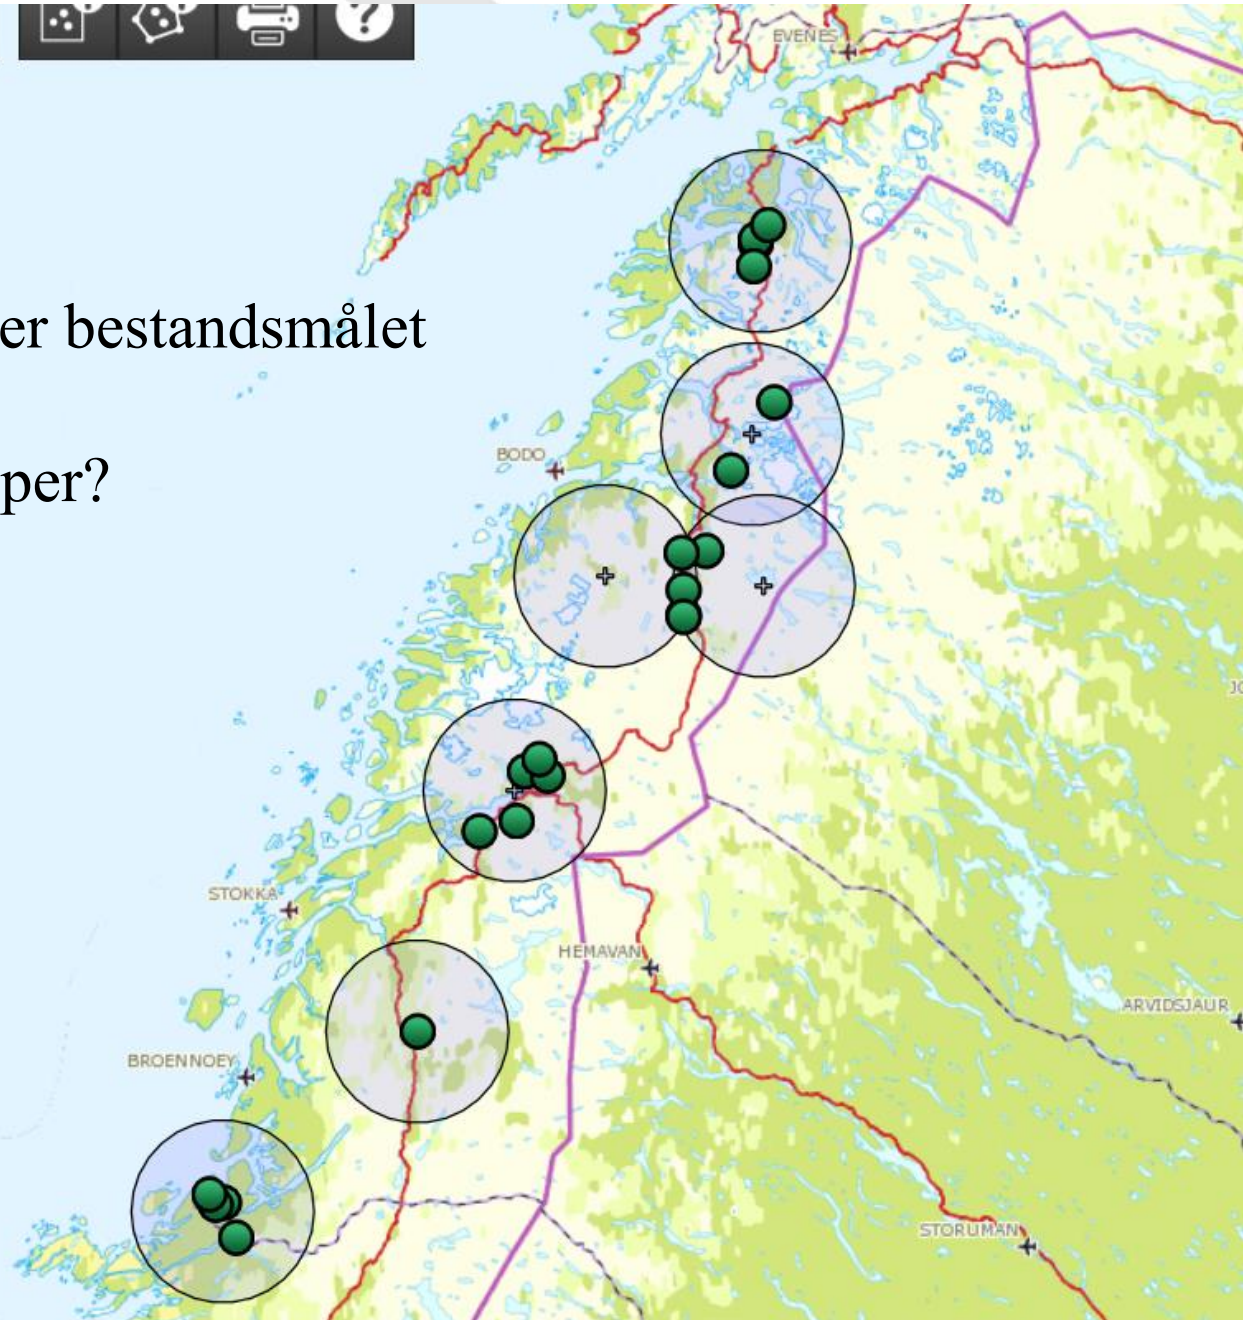 ?
EVENES
er bestandsmålet
BODO
per?
STOKKA
HEMAVAN
ARVIDSJAUR
BROENNOEY
STORUMAN